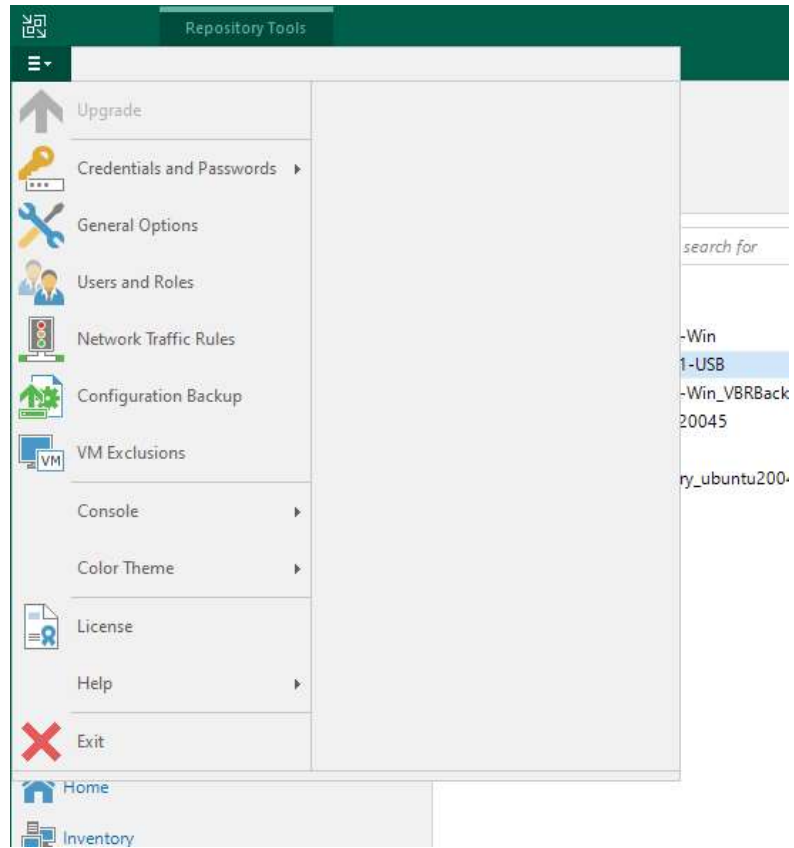 Repository Tools
Upgrade
Credentials and Passwords
General Options
search for
Users and Roles
Network Traffic Rules
-Win
1-USB
Configuration Backup
-Win_VBRBack
20045
VM Exclusions
VM
ry_ubuntu200
Console
Color Theme
License
Help
Exit
Home
Inventory